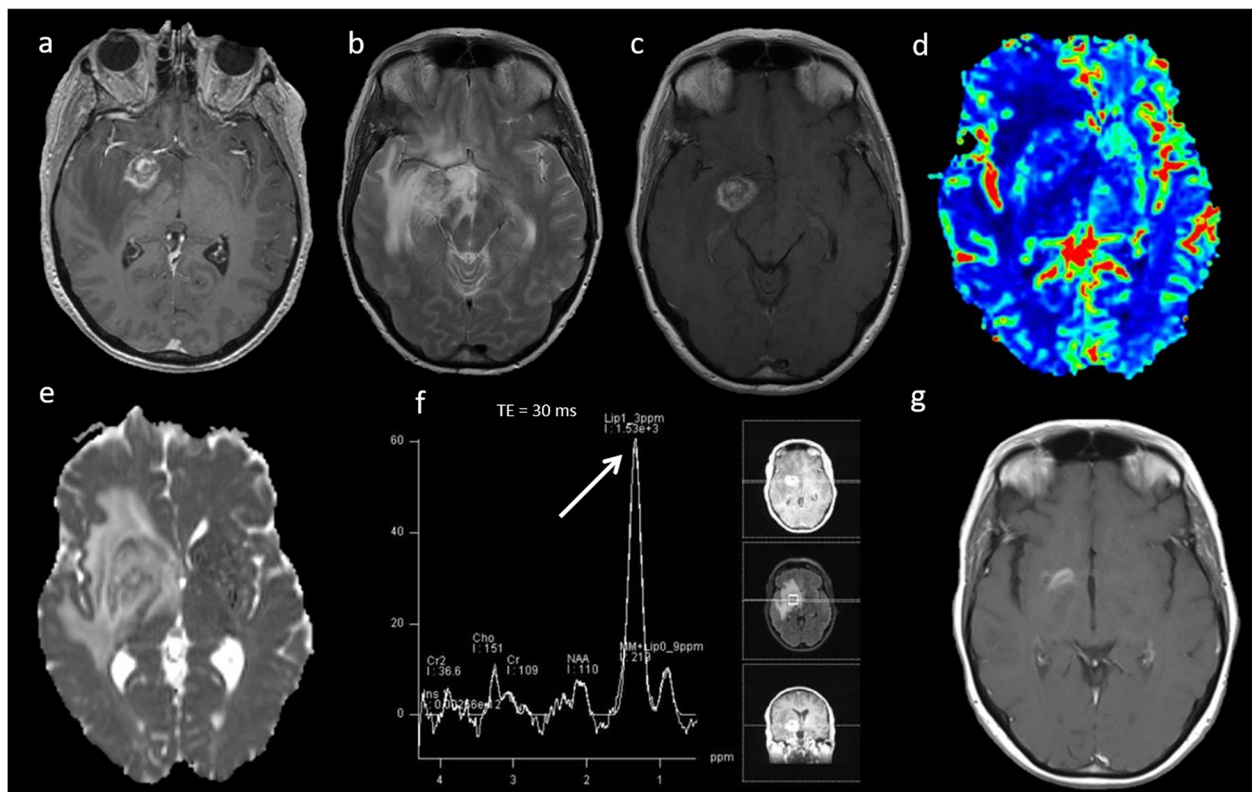 a
b
c
d
e
f
TE = 30 ms
g
Lip1_3ppm
I : 1.53e+3
60
40
20
0
Cho
I : 151
Cr2
I : 36.6
Cr
I : 109
NAA
I : 110
MM+Lip0_9ppm
I : 219
Ins
ppm
4
3
2
1